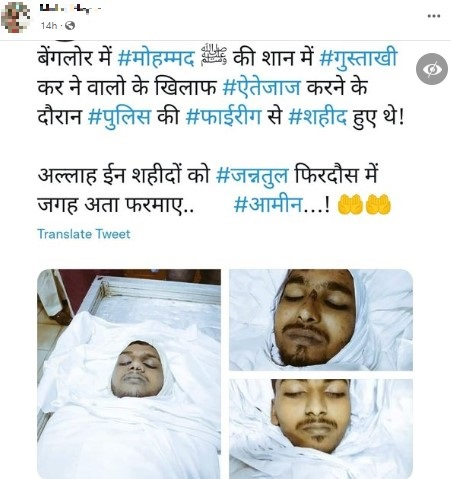 14h
बेंगलोर में #मोहम्मद ﷺ की शान में #गुस्ताखी
कर ने वालो के खिलाफ #ऐतेजाज करने के
दौरान #पुलिस की #फाईरीग से #शहीद हुए थे!
अल्लाह ईन शहीदों को #जन्नतुल फिरदौस में
जगह अता फरमाए.. #आमीन...! 🤲🤲
Translate Tweet